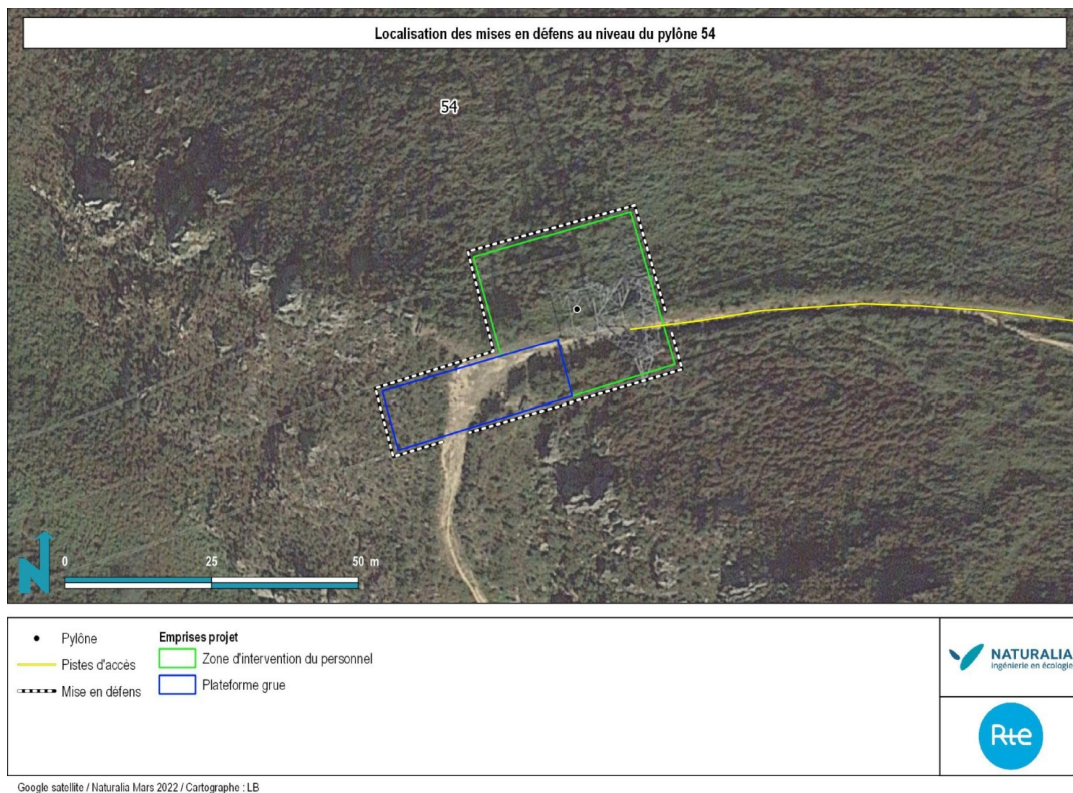 Localisation des mises en défens au niveau du pylône 54
54
N
0 25 50 m
Pylône
Pistes d'accès
Mise en défens
Emprises projet
Zone d'intervention du personnel
Plateforme grue
NATURALIA
Ingénierie en écologie
Rte
Google satellite / Naturalia Mars 2022 / Cartographe : LB